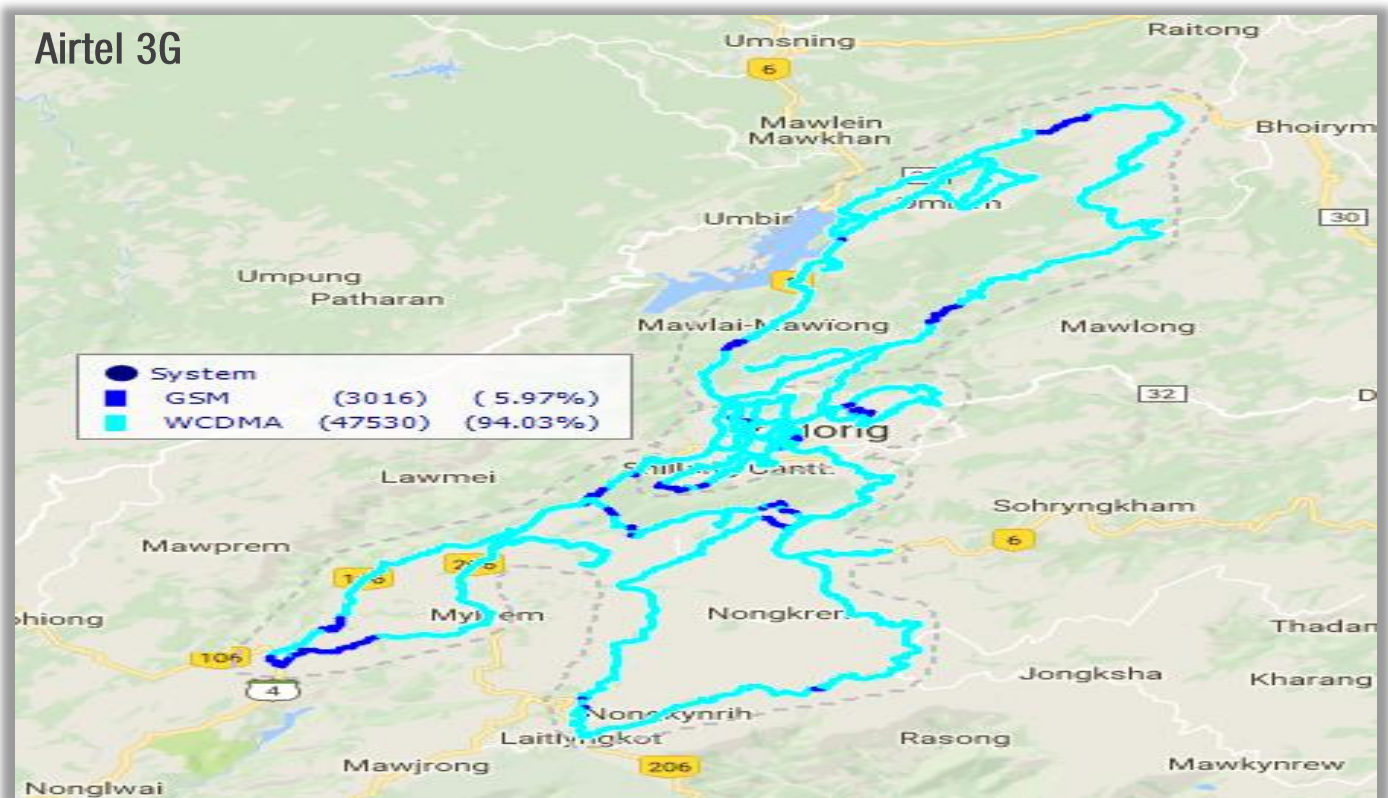 Airtel 3G
Umsning
Raitong
6
Mawlein
Mawkhan
Bhoirym
Umbir
30
Umpung
Patharan
Mawlai-Mawiong
Mawlong
System
GSM (3016) ( 5.97%)
WCDMA (47530) (94.03%)
32
D
Lawmei
Sohryngkham
6
Mawprem
Nongkrem
hiong
Thadan
106
4
Jongksha
Kharang
Nongkynrih
Laitlyngkot
Rasong
Mawjrong
206
Mawkynrew
Nonglwai